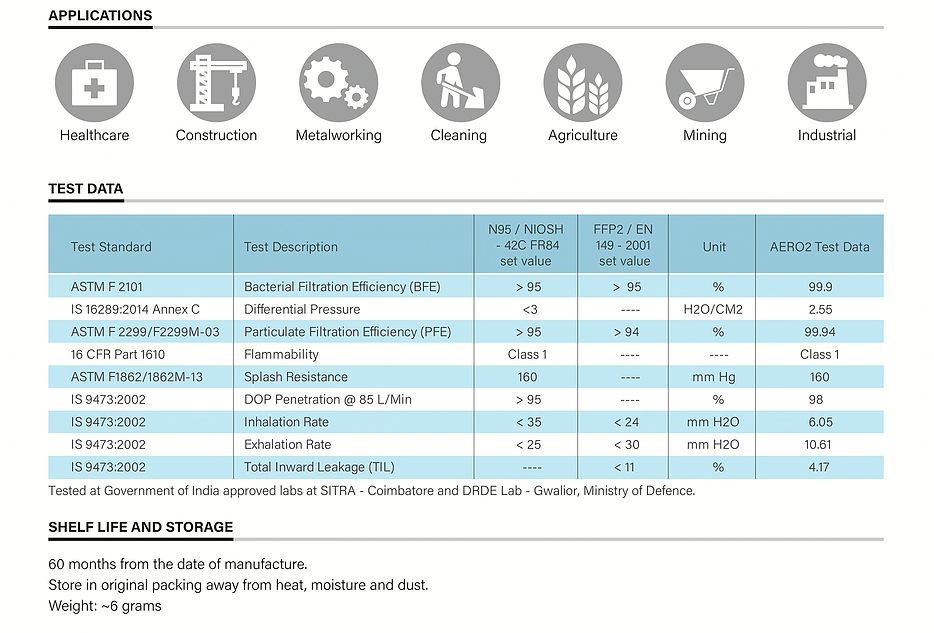 APPLICATIONS
Healthcare Construction Metalworking Cleaning Agriculture Mining Industrial
TEST DATA
Test Standard Test Description N95 / NIOSH - 42C FR84 set value FFP2 / EN 149 - 2001 set value Unit AERO2 Test Data
ASTM F 2101 Bacterial Filtration Efficiency (BFE) > 95 > 95 % 99.9
IS 16289:2014 Annex C Differential Pressure <3 ---- H2O/CM2 2.55
ASTM F 2299/F2299M-03 Particulate Filtration Efficiency (PFE) > 95 > 94 % 99.94
16 CFR Part 1610 Flammability Class 1 ---- ---- Class 1
ASTM F1862/1862M-13 Splash Resistance 160 ---- mm Hg 160
IS 9473:2002 DOP Penetration @ 85 L/Min > 95 ---- % 98
IS 9473:2002 Inhalation Rate < 35 < 24 mm H2O 6.05
IS 9473:2002 Exhalation Rate < 25 < 30 mm H2O 10.61
IS 9473:2002 Total Inward Leakage (TIL) ---- < 11 % 4.17
Tested at Government of India approved labs at SITRA - Coimbatore and DRDE Lab - Gwalior, Ministry of Defence.
SHELF LIFE AND STORAGE
60 months from the date of manufacture.
Store in original packing away from heat, moisture and dust.
Weight: ~6 grams